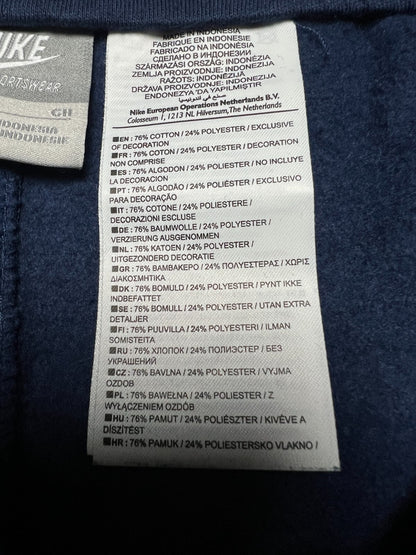 NIKE
SPORTSWEAR
GH
INDONESIA
INDONESIE
MADE IN INDONESIA
FABRIQUE EN INDONESIE
FABRICADO NA INDONÉSIA
СДЕЛАНО В ИНДОНЕЗИИ
SZÁRMAZÁSI ORSZÁG: INDONÉZIA
ZEMLJA PROIZVODNJE: INDONEZIJA
RAŽOTS: INDONĒZIJĀ
DRŽAVA PROIZVODNJE: INDONEZIJA
ENDONEZYA'DA YAPILMIŞTIR
صنع في اندونيسيا
Nike European Operations Netherlands B.V.
Colosseum 1, 1213 NL Hilversum, The Netherlands
■EN: 76% COTTON / 24% POLYESTER / EXCLUSIVE
OF DECORATION
■FR: 76% COTON / 24% POLYESTER / DECORATION
NON COMPRISE
■ES: 76% ALGODÓN / 24% POLIÉSTER / NO INCLUYE
LA DECORACION
■PT: 76% ALGODÃO / 24% POLIÉSTER / EXCLUSIVO
PARA DECORAÇÃO
■IT: 76% COTONE / 24% POLIESTERE /
DECORAZIONI ESCLUSE
■DE: 76% BAUMWOLLE / 24% POLYESTER /
VERZIERUNG AUSGENOMMEN
■NL: 76% KATOEN / 24% POLYESTER /
UITGEZONDERD DECORATIE
■GR: 76% ΒΑΜΒΑΚΕΡΟ / 24% ΠΟΛΥΕΣΤΕΡΑΣ / ΧΩΡΙΣ
ΔΙΑΚΟΣΜΗΤΙΚΑ
■DK: 76% BOMULD / 24% POLYESTER / PYNT IKKE
INDBEFATTET
■SE: 76% BOMULL / 24% POLYESTER / UTAN EXTRA
DETALJER
■FI: 76% PUUVILLA / 24% POLYESTERI / ILMAN
SOMISTEITA
■RU: 76% ХЛОПОК / 24% ПОЛИЭСТЕР / БЕЗ
УКРАШЕНИЙ
■CZ: 76% BAVLNA / 24% POLYESTER / VYJMA
OZDOB
■PL: 76% BAWEŁNA / 24% POLIESTER / Z
WYŁĄCZENIEM OZDÓB
■HU: 76% PAMUT / 24% POLIÉSZTER / KIVÉVE A
DÍSZÍTÉST
■HR: 76% PAMUK / 24% POLIESTERSKO VLAKNO /